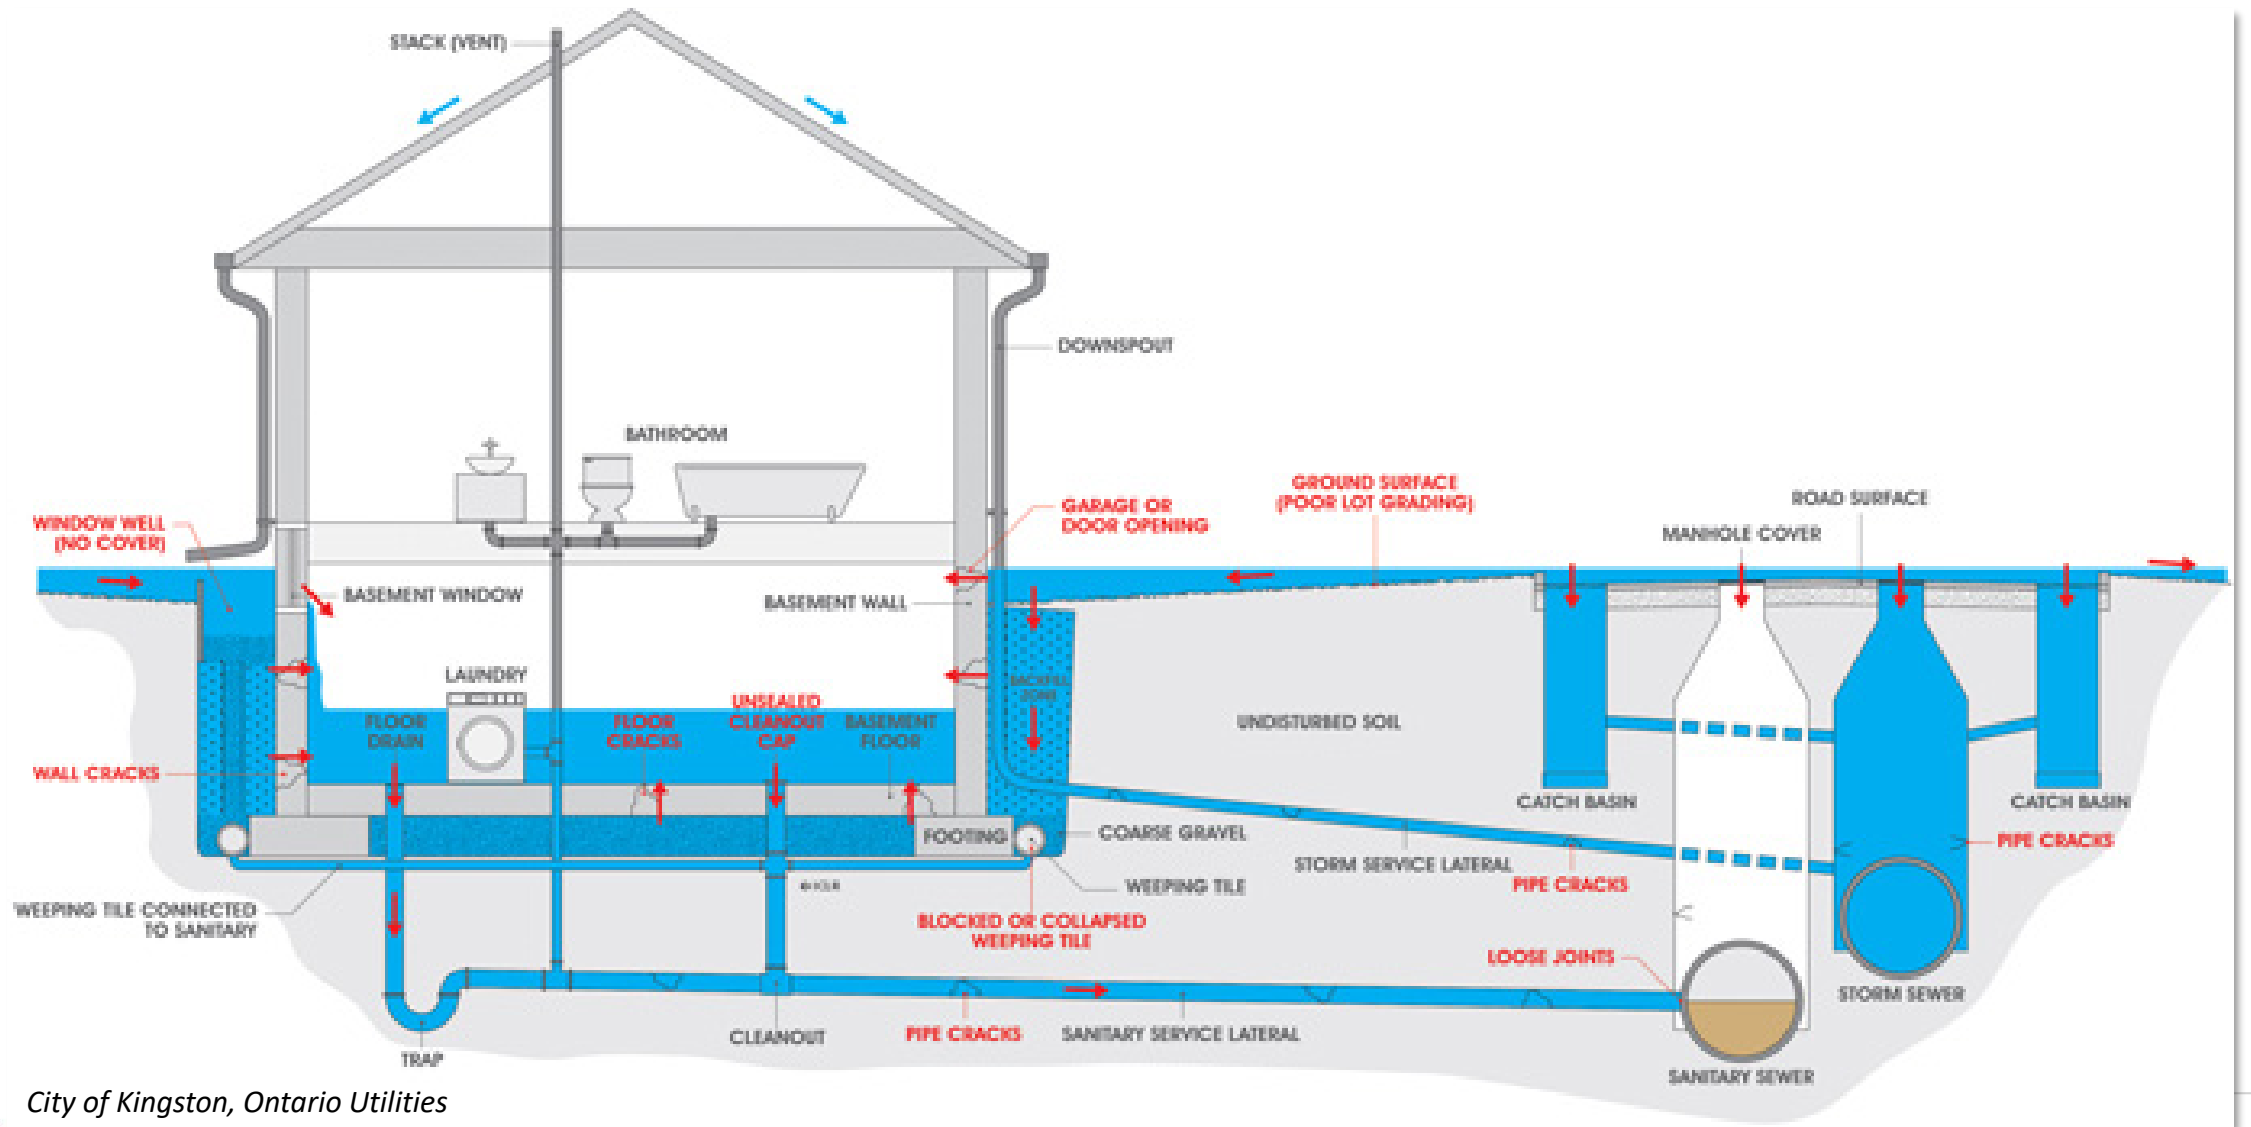 STACK (VENT)
DOWNSPOUT
BATHROOM
WINDOW WELL
(NO COVER)
GARAGE OR
DOOR OPENING
GROUND SURFACE
(POOR LOT GRADING)
ROAD SURFACE
MANHOLE COVER
BASEMENT WINDOW
BASEMENT WALL
LAUNDRY
BACKFILL
ZONE
FLOOR
DRAIN
FLOOR
CRACKS
UNSEALED
CLEANOUT
CAP
BASEMENT
FLOOR
UNDISTURBED SOIL
WALL CRACKS
CATCH BASIN
CATCH BASIN
FOOTING
COARSE GRAVEL
PIPE CRACKS
STORM SERVICE LATERAL
WEEPING TILE
PIPE CRACKS
WEEPING TILE CONNECTED
TO SANITARY
BLOCKED OR COLLAPSED
WEEPING TILE
LOOSE JOINTS
STORM SEWER
CLEANOUT
PIPE CRACKS
SANITARY SERVICE LATERAL
TRAP
SANITARY SEWER
City of Kingston, Ontario Utilities